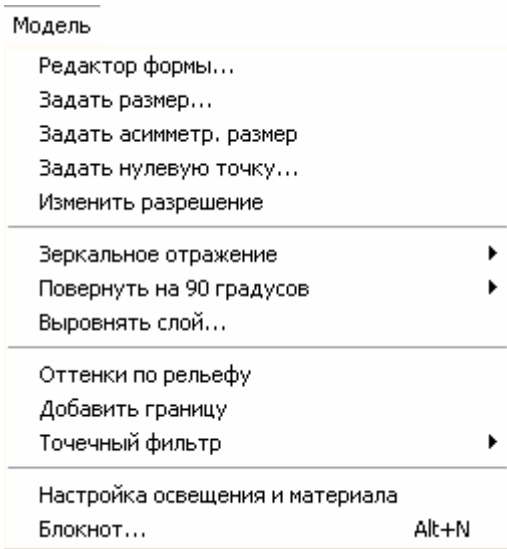 Модель
Редактор формы...
Задать размер...
Задать асимметр. размер
Задать нулевую точку...
Изменить разрешение
Зеркальное отражение
Повернуть на 90 градусов
Выровнять слой...
Оттенки по рельефу
Добавить границу
Точечный фильтр
Настройка освещения и материала
Блокнот... Alt+N